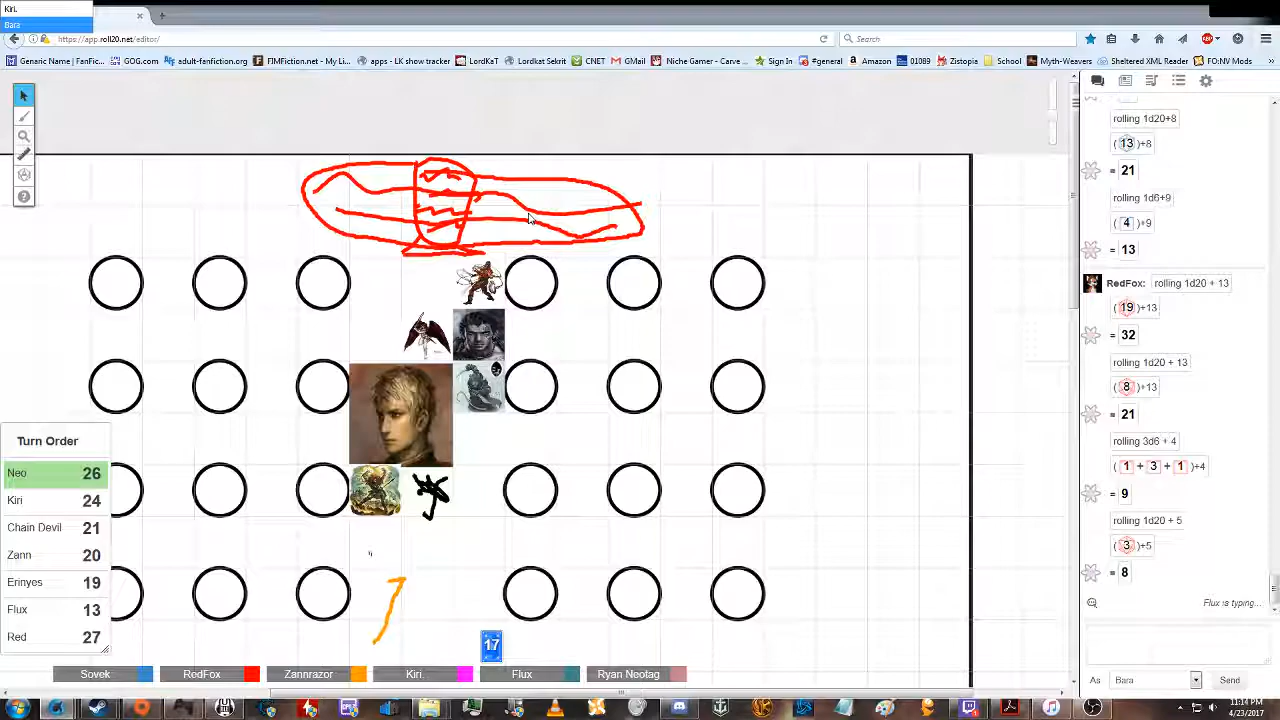 Kiri.
Bara
https://app.roll20.net/editor/
Search
Generic Name | FanFic...
GOG.com
adult-fanfiction.org
FIMFiction.net - My Li...
apps - LK show tracker
LordKaT
Lordkat Sekrit
CNET
GMail
Niche Gamer - Carve ...
Sign In
#general
Amazon
01089
Zistopia
School
Myth-Weavers
Sheltered XML Reader
FO:NV Mods
rolling 1d20+8
(13)+8
= 21
rolling 1d6+9
(4)+9
= 13
RedFox: rolling 1d20 + 13
(19)+13
= 32
rolling 1d20 + 13
(8)+13
= 21
rolling 3d6 + 4
(1 + 3 + 1)+4
= 9
rolling 1d20 + 5
(3)+5
= 8
Flux is typing...
As
Bara
Send
Turn Order
Neo 26
Kiri 24
Chain Devil 21
Zann 20
Erinyes 19
Flux 13
Red 27
17
Sovek
RedFox
Zannrazor
Kiri.
Flux
Ryan Neotag
11:14 PM
4/23/2017